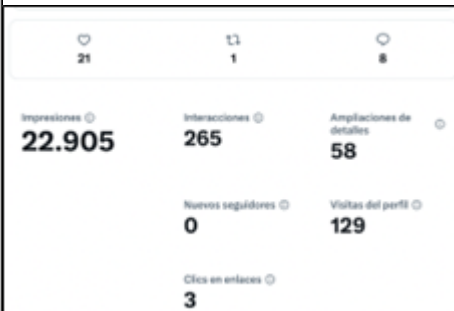 21 1 8
Impresiones Interacciones Ampliaciones de
detalles
22.905 265 58
Nuevos seguidores Visitas del perfil
0 129
Clics en enlaces
3